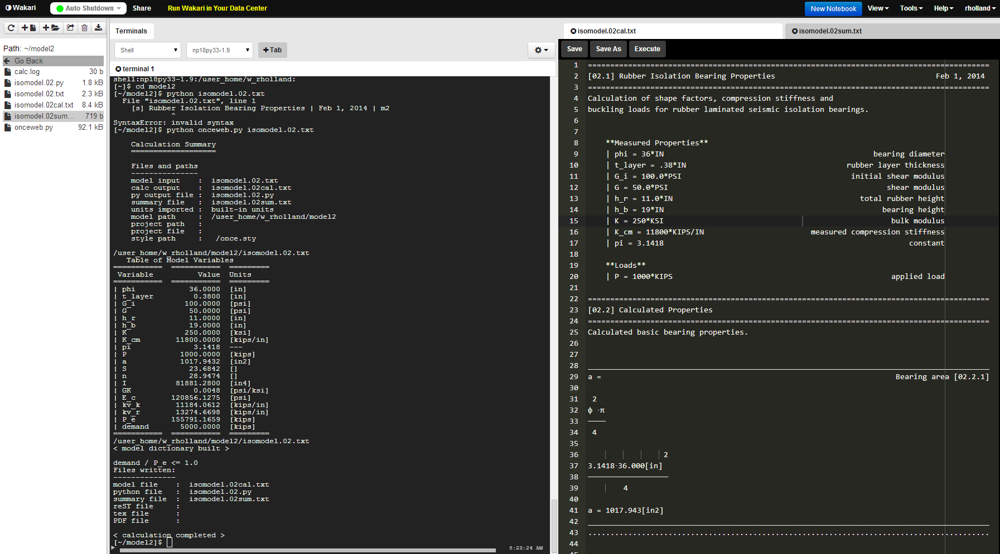 Wakari Auto Shutdown Share Run Wakari in Your Data Center New Notebook View Tools Help rholland
Path: ~/model2
Go Back
calc.log 30 b
isomodel.02.py 1.8 kB
isomodel.02.txt 2.3 kB
isomodel.02cal.txt 8.4 kB
isomodel.02sum... 719 b
onceweb.py 92.1 kB
Terminals
Shell np18py33-1.9 +Tab
terminal 1
shell:np18py33-1.9:/user_home/w_rholland:
[~]$ cd model2
[~/model2]$ python isomodel.02.txt
File "isomodel.02.txt", line 1
[s] Rubber Isolation Bearing Properties | Feb 1, 2014 | m2
^
SyntaxError: invalid syntax
[~/model2]$ python onceweb.py isomodel.02.txt
Calculation Summary
===================
Files and paths
---------------
model input : isomodel.02.txt
calc output : isomodel.02cal.txt
py output file : isomodel.02.py
summary file : isomodel.02sum.txt
units imported : built-in units
model path : /user_home/w_rholland/model2
project path :
project file :
style path : /once.sty
/user_home/w_rholland/model2/isomodel.02.txt
Table of Model Variables
=========== =========== =========
Variable Value Units
=========== =========== =========
| phi 36.0000 [in]
| t_layer 0.3800 [in]
| G_i 100.0000 [psi]
| G 50.0000 [psi]
| h_r 11.0000 [in]
| h_b 19.0000 [in]
| K 250.0000 [ksi]
| K_cm 11800.0000 [kips/in]
| pi 3.1418 ---
| P 1000.0000 [kips]
| a 1017.9432 [in2]
| S 23.6842 []
| n 28.9474 []
| I 81881.2800 [in4]
| GK 0.0048 [psi/ksi]
| E_c 120856.1275 [psi]
| kv_k 11184.0612 [kips/in]
| kv_r 13274.6698 [kips/in]
| P_e 155791.1659 [kips]
| demand 5000.0000 [kips]
=========== =========== =========
/user_home/w_rholland/model2/isomodel.02.txt
< model dictionary built >
demand / P_e <= 1.0
Files written:
--------------
model file : isomodel.02cal.txt
python file : isomodel.02.py
summary file : isomodel.02sum.txt
reST file :
tex file :
PDF file :
< calculation completed >
[~/model2]$
8:23:24 AM
isomodel.02cal.txt isomodel.02sum.txt
Save Save As Execute
1 ==========================================================================================
2 [02.1] Rubber Isolation Bearing Properties Feb 1, 2014
3 ==========================================================================================
4 Calculation of shape factors, compression stiffness and
5 buckling loads for rubber laminated seismic isolation bearings.
6
7
8 **Measured Properties**
9 | phi = 36*IN bearing diameter
10 | t_layer = .38*IN rubber layer thickness
11 | G_i = 100.0*PSI initial shear modulus
12 | G = 50.0*PSI shear modulus
13 | h_r = 11.0*IN total rubber height
14 | h_b = 19*IN bearing height
15 | K = 250*KSI bulk modulus
16 | K_cm = 11800*KIPS/IN measured compression stiffness
17 | pi = 3.1418 constant
18
19 **Loads**
20 | P = 1000*KIPS applied load
21
22 ==========================================================================================
23 [02.2] Calculated Properties
24 ==========================================================================================
25 Calculated basic bearing properties.
26
27
28 __________________________________________________________________________________________
29 a = Bearing area [02.2.1]
30
31 2
32 ϕ ⋅π
33 ────
34 4
35
36 2
37 3.1418⋅36.000[in]
38 ──────────────────
39 4
40
41 a = 1017.943[in2]
42 __________________________________________________________________________________________
43 ..........................................................................................
44